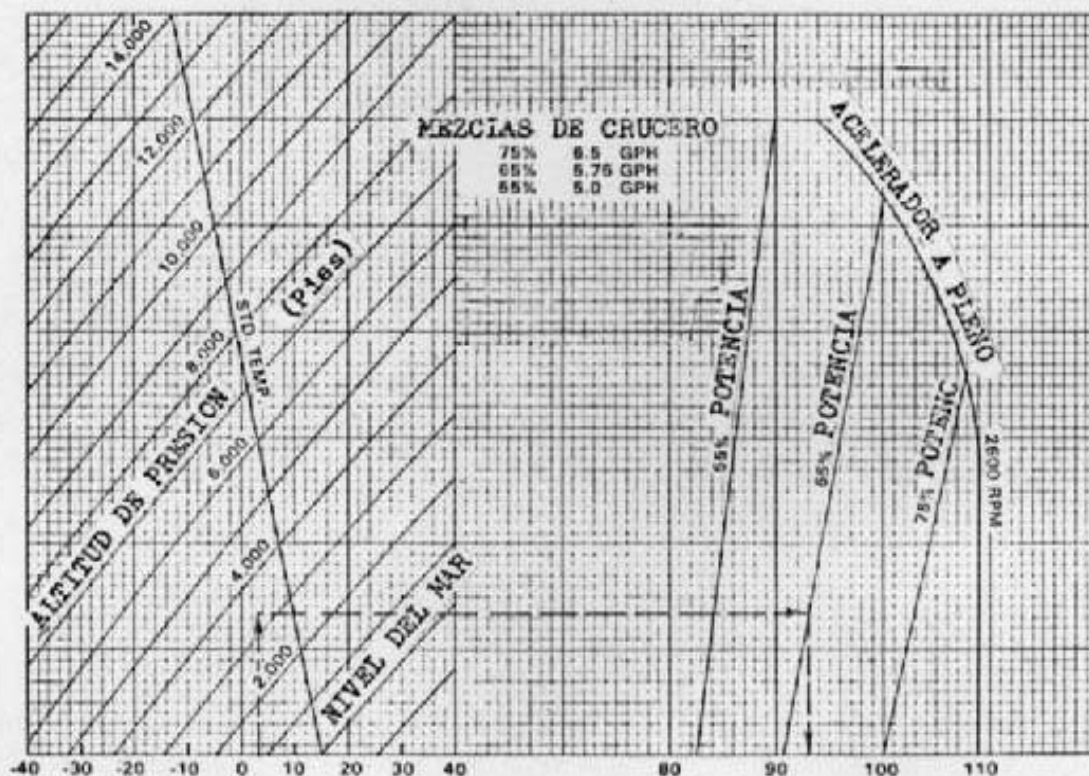 14.000
12.000
10.000
8.000
6.000
4.000
2.000
STD TEMP
(Pies)
ALTITUD DE PRESION
NIVEL DEL MAR
MEZCIAS DE CRUCERO
75% 6.5 GPH
65% 5.75 GPH
55% 5.0 GPH
55% POTENCIA
65% POTENCIA
75% POTENC
ACELERADOR A PLENO
2600 RPM
-40 -30 -20 -10 0 10 20 30 40 80 90 100 110